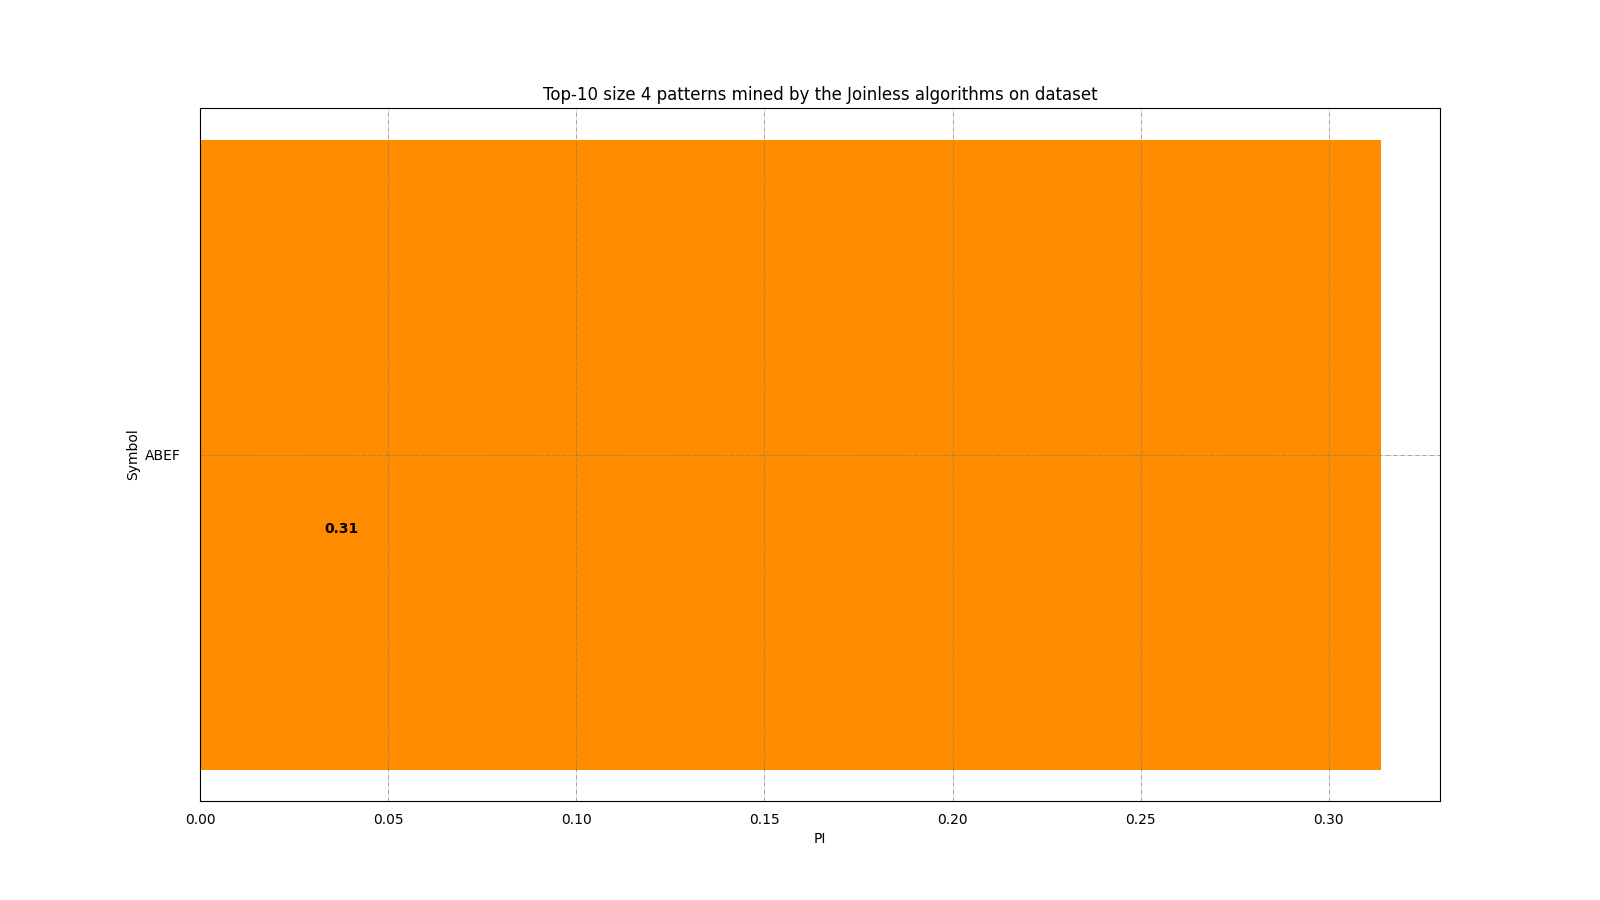 Top-10 size 4 patterns mined by the Joinless algorithms on dataset
Symbol
ABEF
0.31
0.00 0.05 0.10 0.15 0.20 0.25 0.30
PI